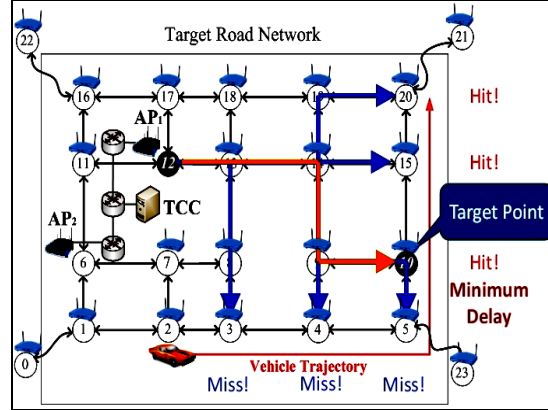 21
22
Target Road Network
16
17
18
20
Hit!
AP1
11
12
15
Hit!
TCC
Target Point
AP2
6
7
Hit!
Minimum
Delay
1
2
3
4
5
0
Vehicle Trajectory
23
Miss!
Miss!
Miss!